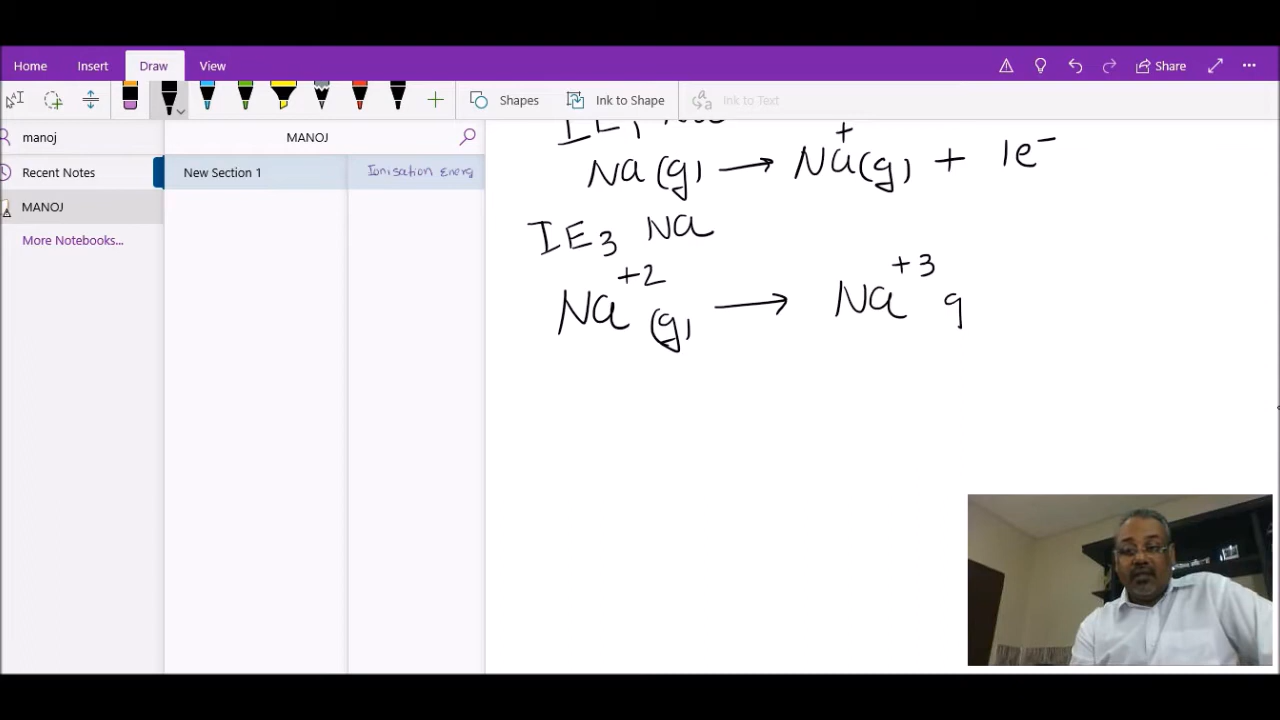 Home Insert Draw View Share
Shapes Ink to Shape Ink to Text
manoj MANOJ
Recent Notes New Section 1 Ionisation Energ
MANOJ
More Notebooks...
IE₁
Na(g) → Na⁺(g) + 1e⁻
IE₃ Na
Na⁺²(g) → Na⁺³ g